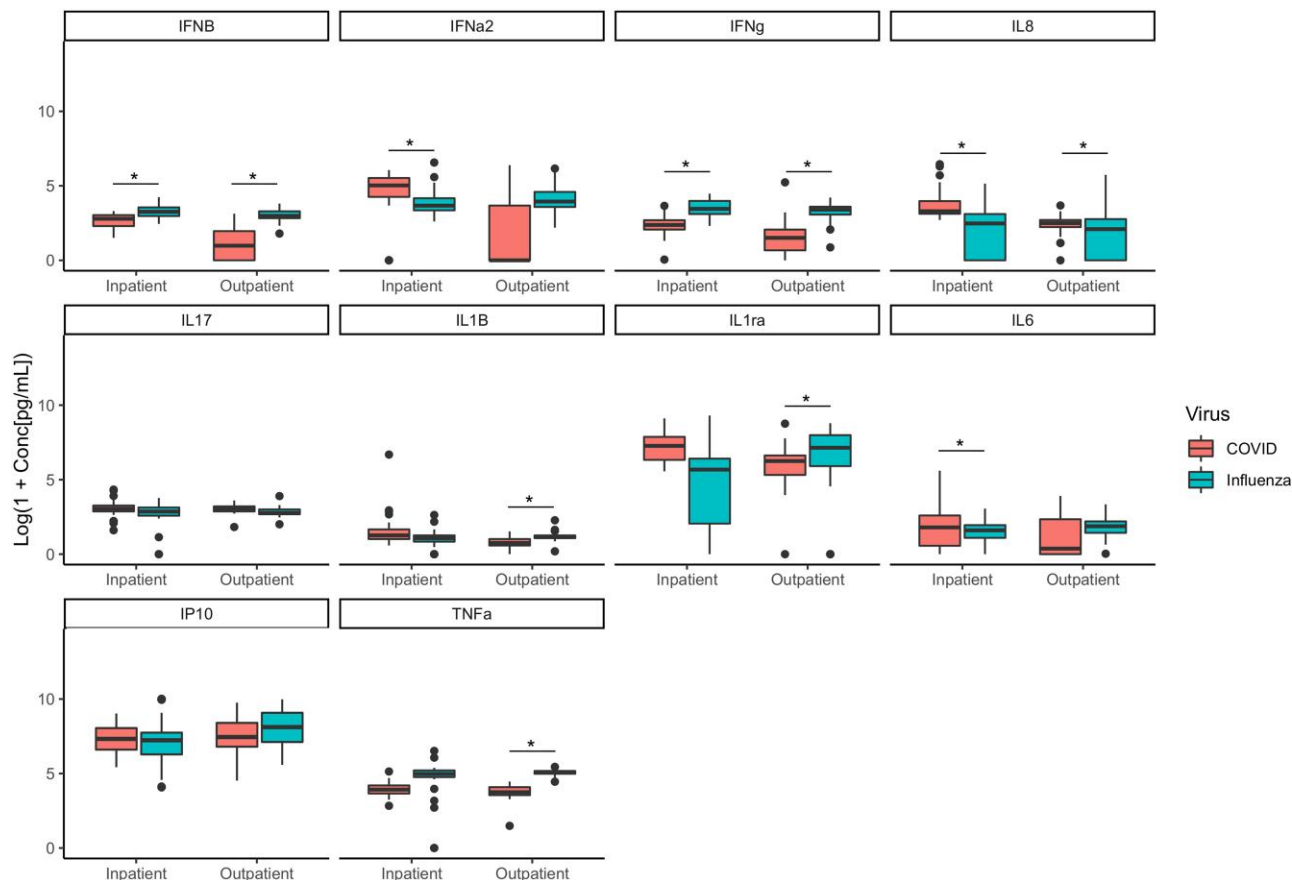 IFNB
IFNa2
IFNg
IL8
10
5
0
*
*
*
*
*
*
*
Inpatient
Outpatient
Inpatient
Outpatient
Inpatient
Outpatient
Inpatient
Outpatient
IL17
IL1B
IL1ra
IL6
Log(1 + Conc[pg/mL])
10
5
0
*
*
*
Inpatient
Outpatient
Inpatient
Outpatient
Inpatient
Outpatient
Inpatient
Outpatient
Virus
COVID
Influenza
IP10
TNFa
10
5
0
*
Inpatient
Outpatient
Inpatient
Outpatient